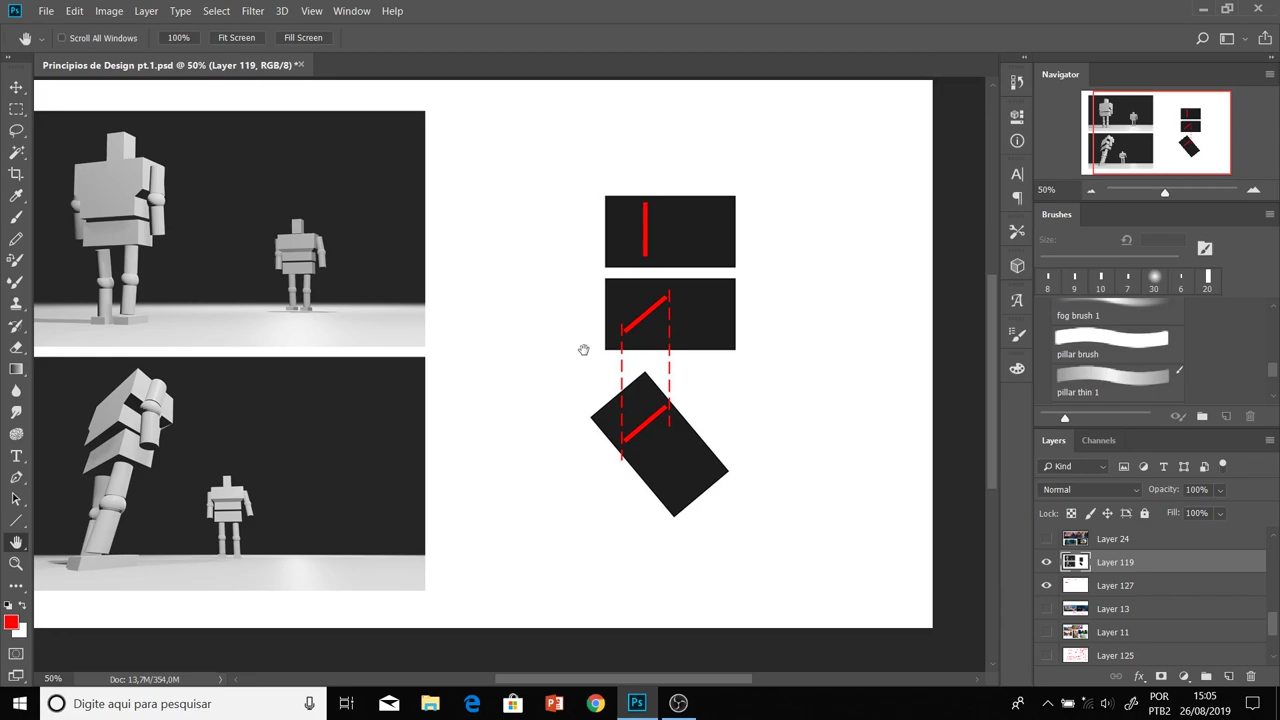 Ps File Edit Image Layer Type Select Filter 3D View Window Help
Scroll All Windows 100% Fit Screen Fill Screen
Principios de Design pt.1.psd @ 50% (Layer 119, RGB/8) *
Navigator
50%
Brushes
Size:
8 9 10 7 30 6 20
fog brush 1
pillar brush
pillar thin 1
Layers Channels
Kind
Normal Opacity: 100%
Lock: Fill: 100%
Layer 24
Layer 119
Layer 127
Layer 13
Layer 11
Layer 125
fx
50% Doc: 13,7M/354,0M
Digite aqui para pesquisar
POR 15:05
PTB2 26/08/2019